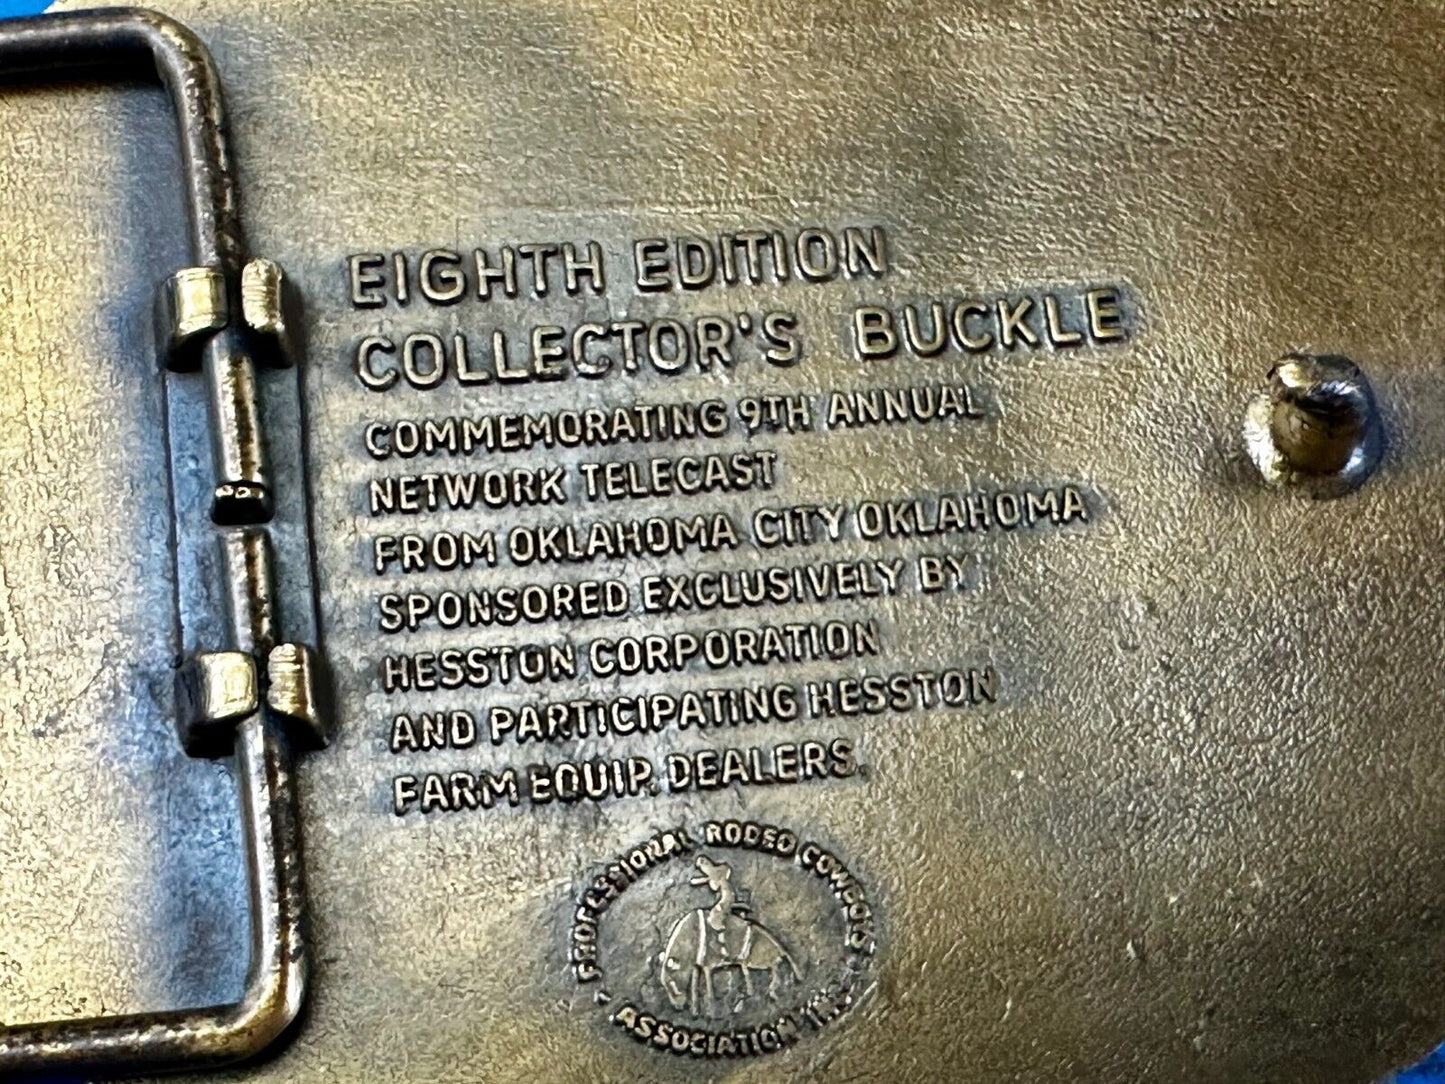 EIGHTH EDITION
COLLECTOR'S BUCKLE
COMMEMORATING 9TH ANNUAL
NETWORK TELECAST
FROM OKLAHOMA CITY OKLAHOMA
SPONSORED EXCLUSIVELY BY
HESSTON CORPORATION
AND PARTICIPATING HESSTON
FARM EQUIP. DEALERS.
PROFESSIONAL RODEO COWBOYS
ASSOCIATION INC